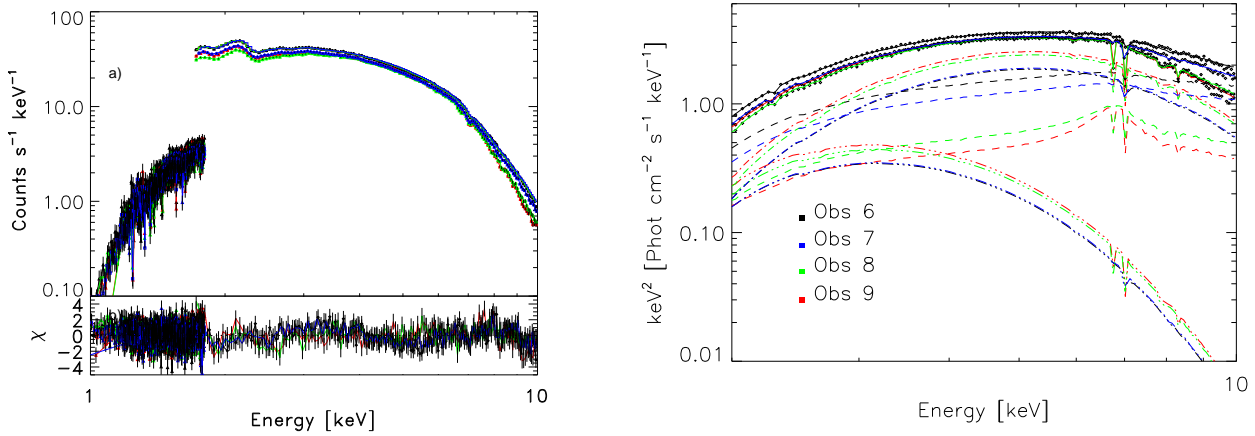 100.00
10.00
1.00
0.10
Counts s⁻¹ keV⁻¹
a)
4
2
0
−2
−4
χ
1
10
Energy [keV]
1.00
0.10
0.01
keV² [Phot cm⁻² s⁻¹ keV⁻¹]
Obs 6
Obs 7
Obs 8
Obs 9
10
Energy [keV]